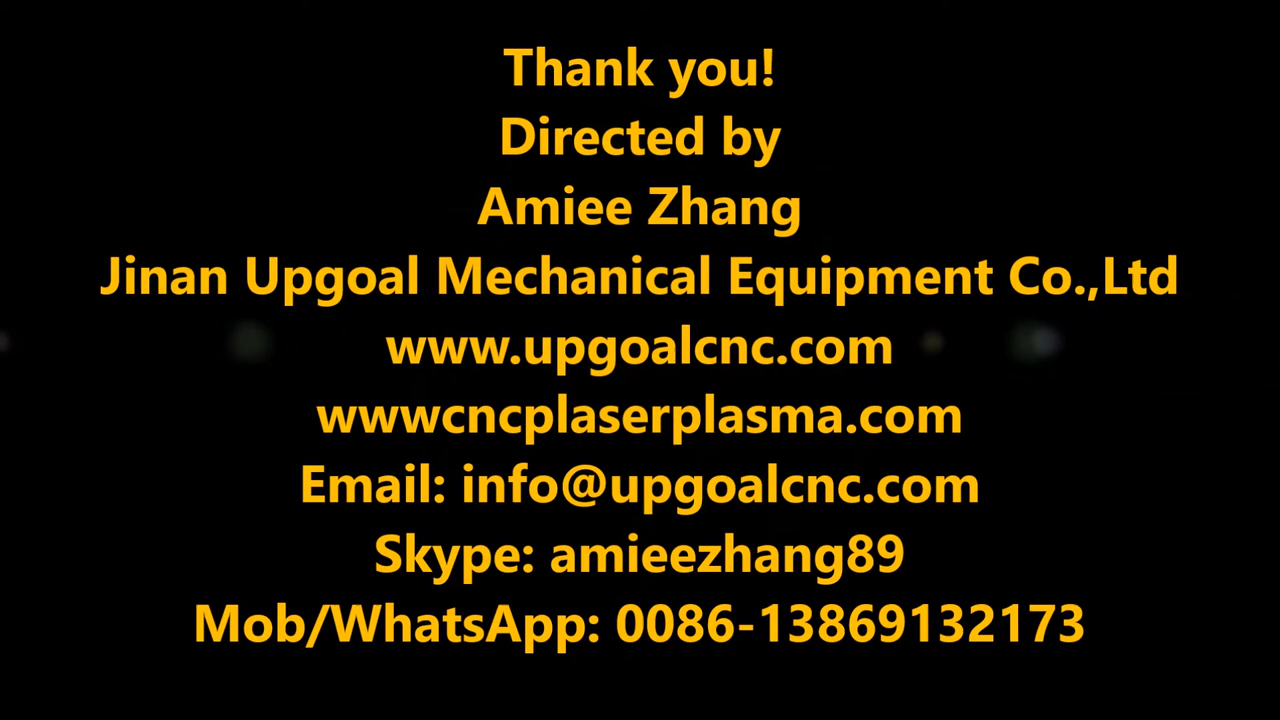 Thank you!
Directed by
Amiee Zhang
Jinan Upgoal Mechanical Equipment Co.,Ltd
www.upgoalcnc.com
wwwcncplaserplasma.com
Email: info@upgoalcnc.com
Skype: amieezhang89
Mob/WhatsApp: 0086-13869132173